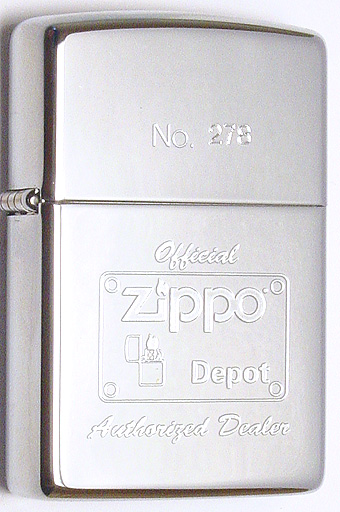 No. 278
Official
Zippo
Depot
Authorized Dealer